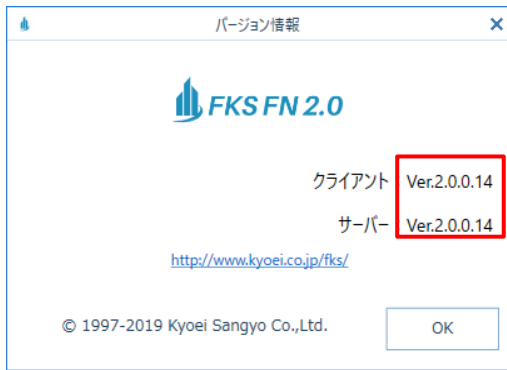 バージョン情報
FKS FN 2.0
クライアント Ver.2.0.0.14
サーバー Ver.2.0.0.14
http://www.kyoei.co.jp/fks/
© 1997-2019 Kyoei Sangyo Co.,Ltd.
OK